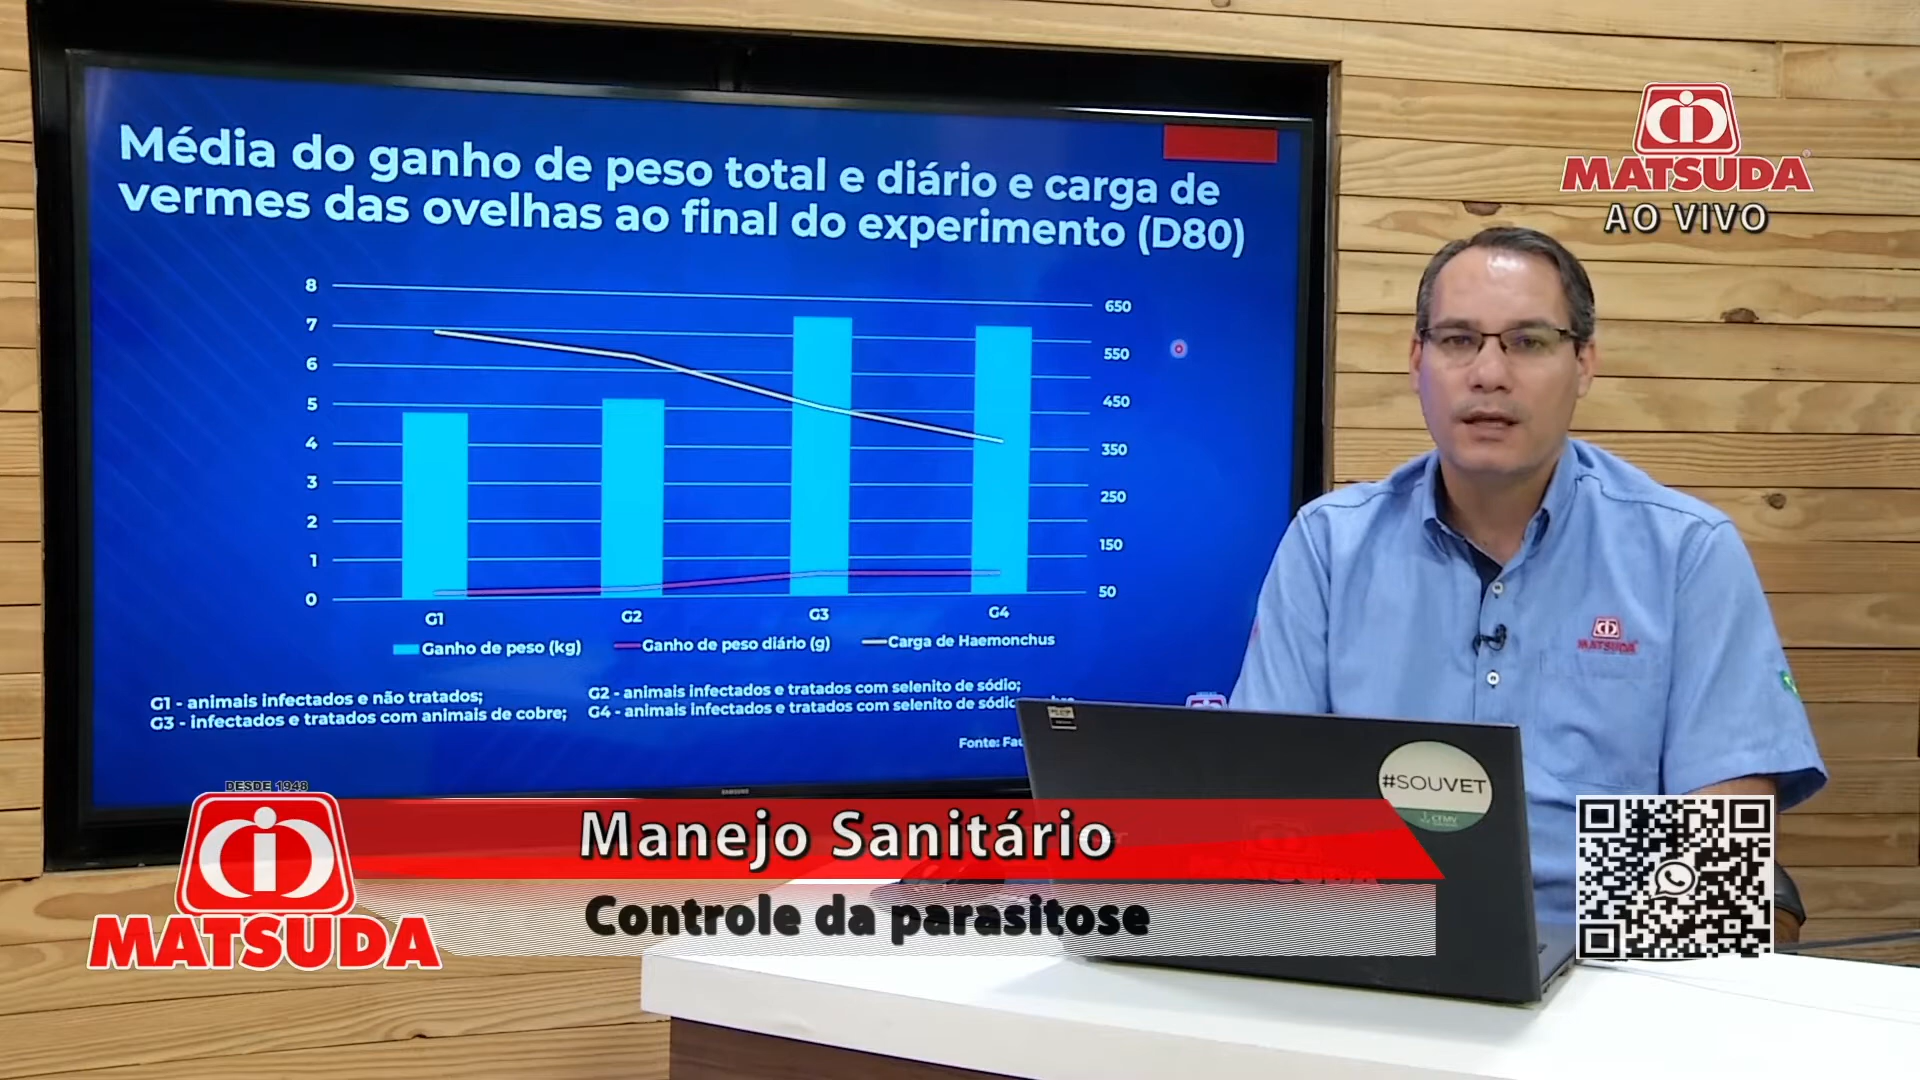 Média do ganho de peso total e diário e carga de
vermes das ovelhas ao final do experimento (D80)
8
7
6
5
4
3
2
1
0
650
550
450
350
250
150
50
G1
G2
G3
G4
Ganho de peso (kg)
Ganho de peso diário (g)
Carga de Haemonchus
G1 - animais infectados e não tratados;
G3 - infectados e tratados com animais de cobre;
G2 - animais infectados e tratados com selenito de sódio;
G4 - animais infectados e tratados com selenito de
Fonte:
SAMSUNG
MATSUDA
AO VIVO
MATSUDA
#SOUVET
CFMV
DESDE 1948
MATSUDA
Manejo Sanitário
Controle da parasitose